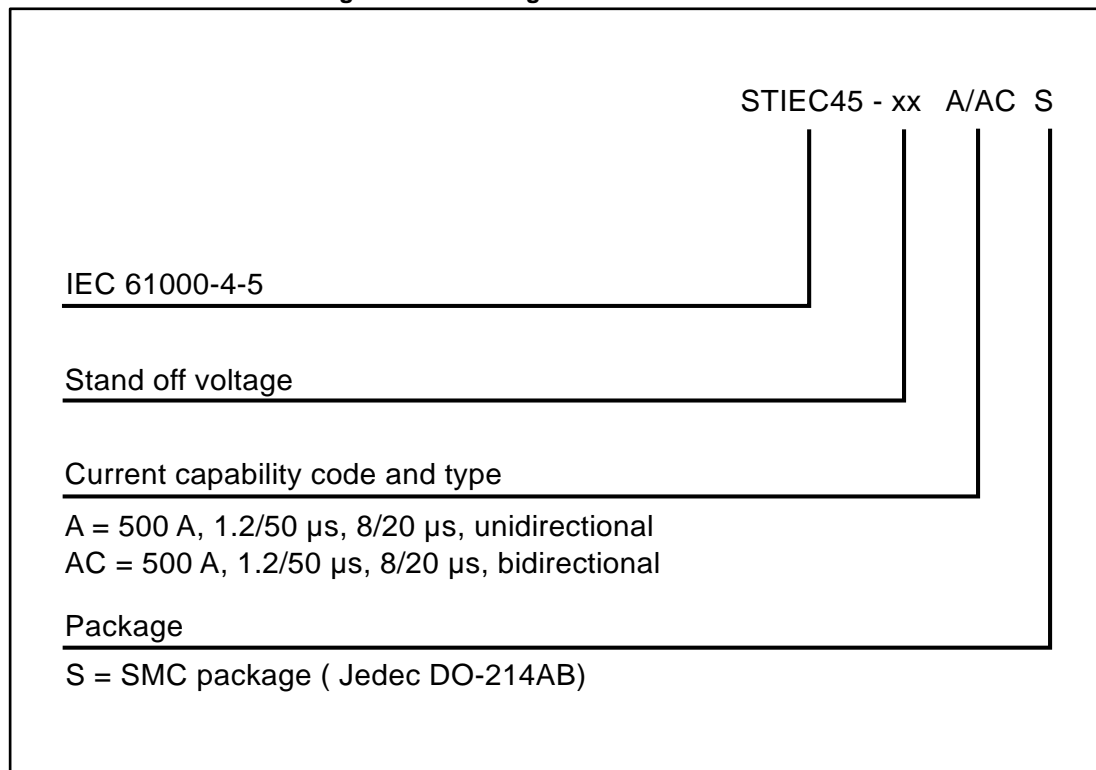 STIEC45 - xx A/AC S
IEC 61000-4-5
Stand off voltage
Current capability code and type
A = 500 A, 1.2/50 µs, 8/20 µs, unidirectional
AC = 500 A, 1.2/50 µs, 8/20 µs, bidirectional
Package
S = SMC package ( Jedec DO-214AB)